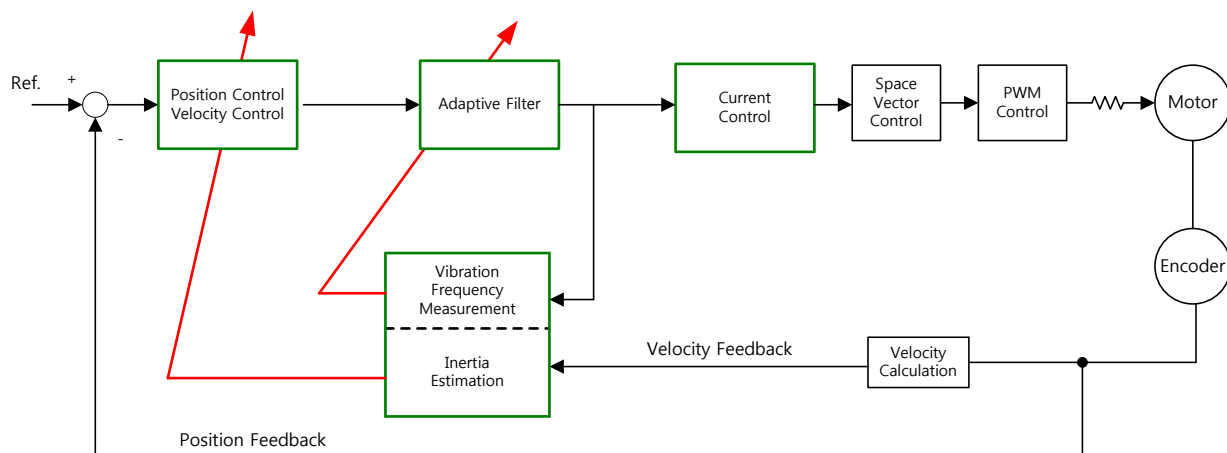 Ref.
+
-
Position Control
Velocity Control
Adaptive Filter
Current
Control
Space
Vector
Control
PWM
Control
Motor
Encoder
Vibration
Frequency
Measurement
Inertia
Estimation
Velocity Feedback
Velocity
Calculation
Position Feedback